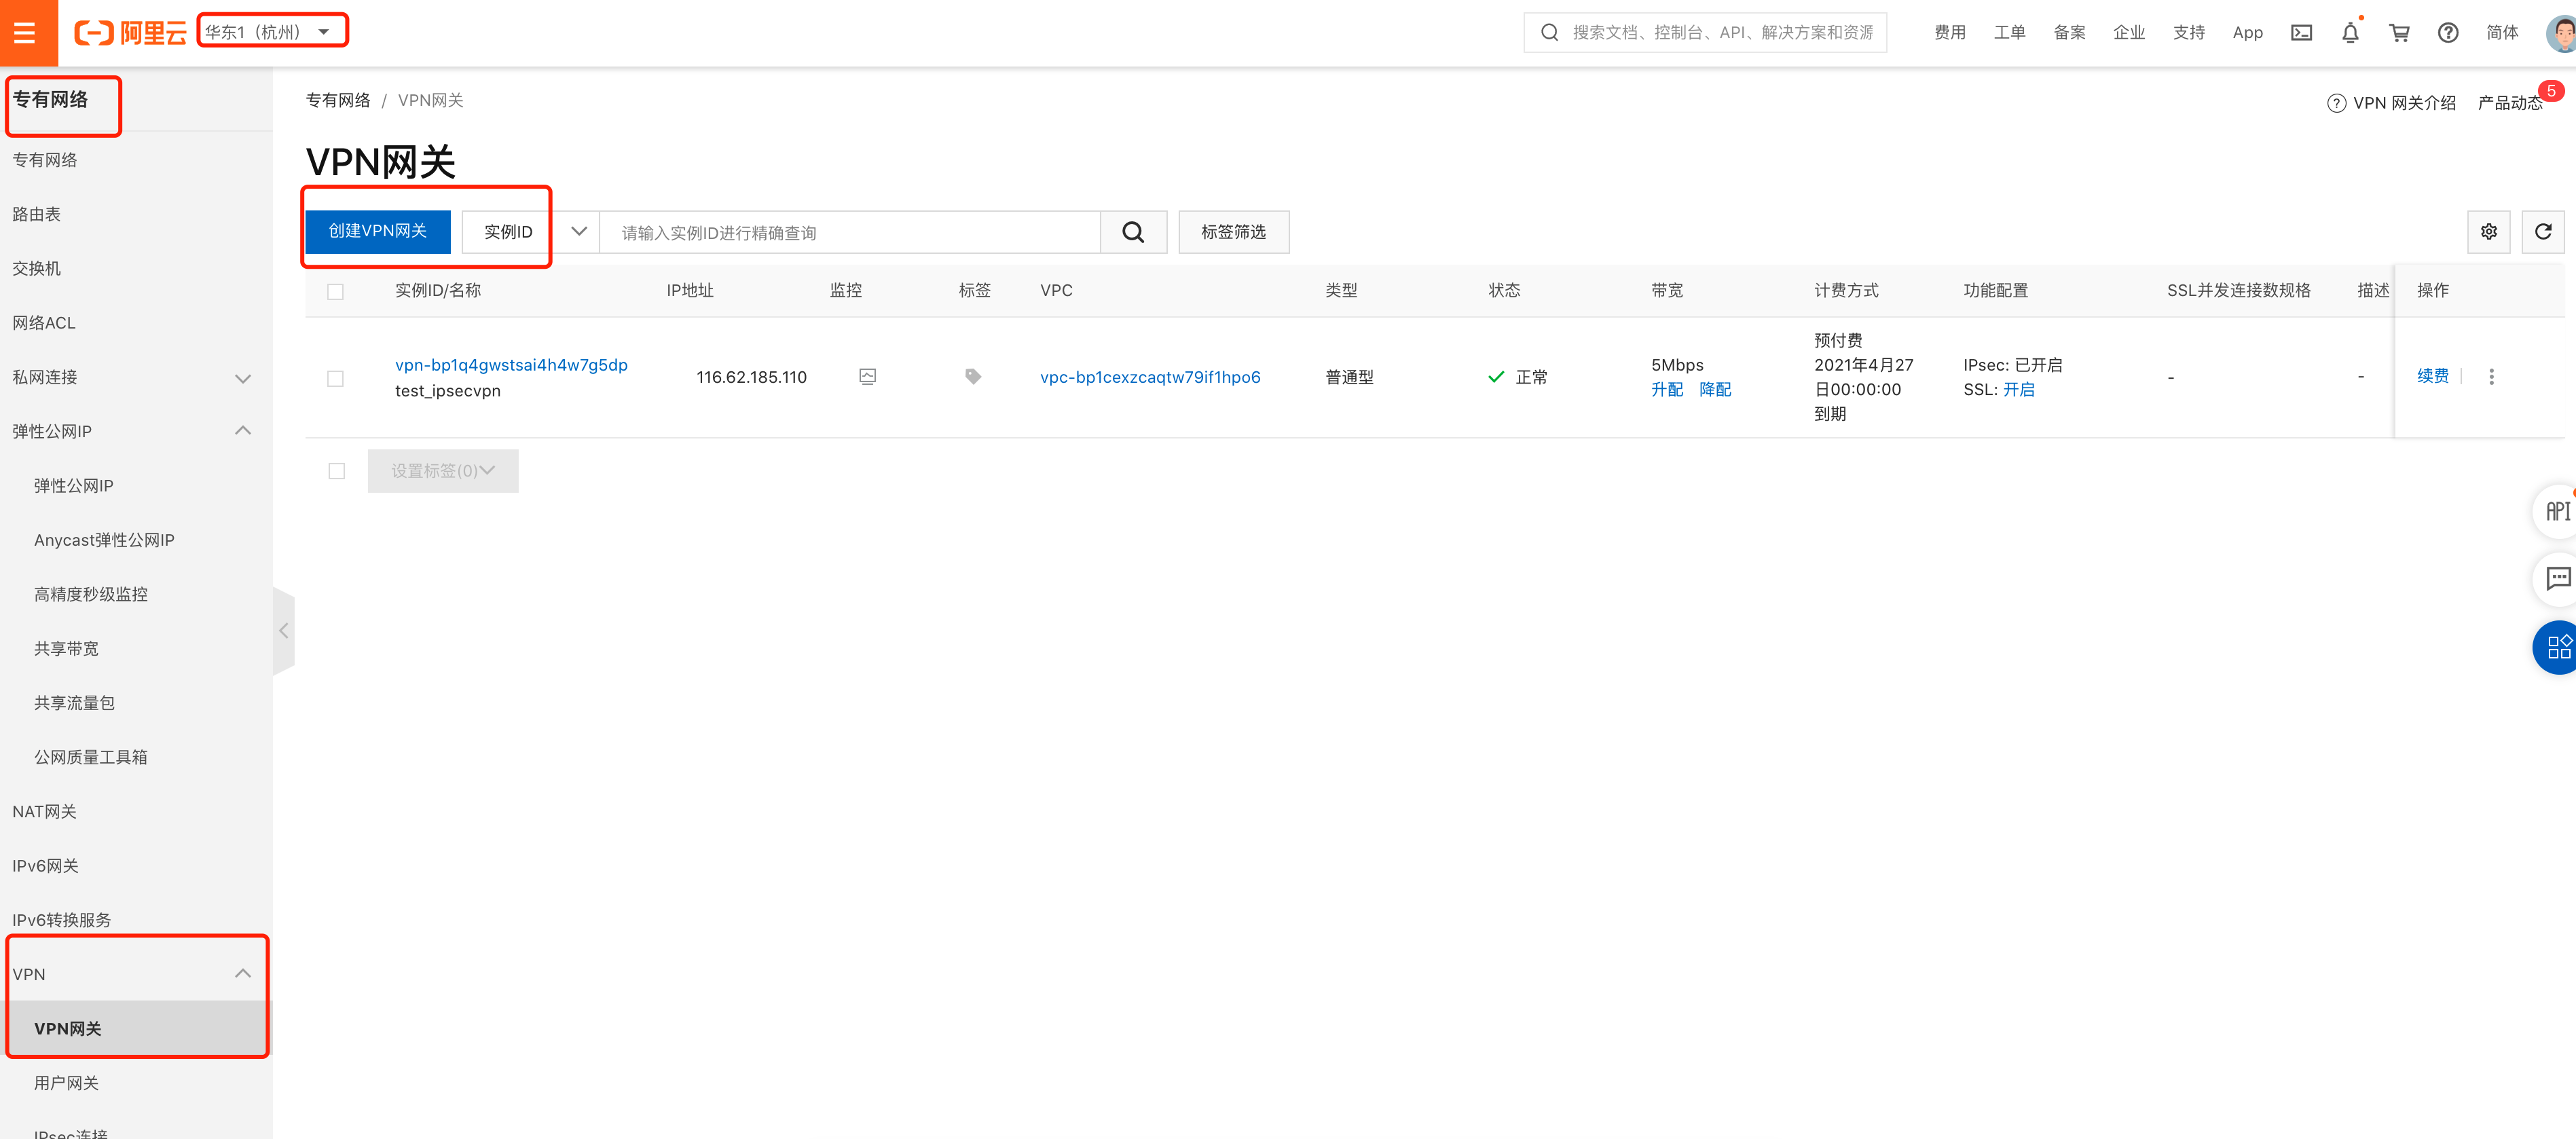 阿里云
华东1（杭州）
搜索文档、控制台、API、解决方案和资源
费用
工单
备案
企业
支持
App
简体
专有网络
专有网络
路由表
交换机
网络ACL
私网连接
弹性公网IP
弹性公网IP
Anycast弹性公网IP
高精度秒级监控
共享带宽
共享流量包
公网质量工具箱
NAT网关
IPv6网关
IPv6转换服务
VPN
VPN网关
用户网关
IPsec连接
专有网络 / VPN网关
VPN 网关介绍
产品动态
5
VPN网关
创建VPN网关
实例ID
请输入实例ID进行精确查询
标签筛选
实例ID/名称
IP地址
监控
标签
VPC
类型
状态
带宽
计费方式
功能配置
SSL并发连接数规格
描述
操作
vpn-bp1q4gwstsai4h4w7g5dp
test_ipsecvpn
116.62.185.110
vpc-bp1cexzcaqtw79if1hpo6
普通型
正常
5Mbps
升配 降配
预付费
2021年4月27
日00:00:00
到期
IPsec: 已开启
SSL: 开启
-
-
续费
设置标签(0)
API